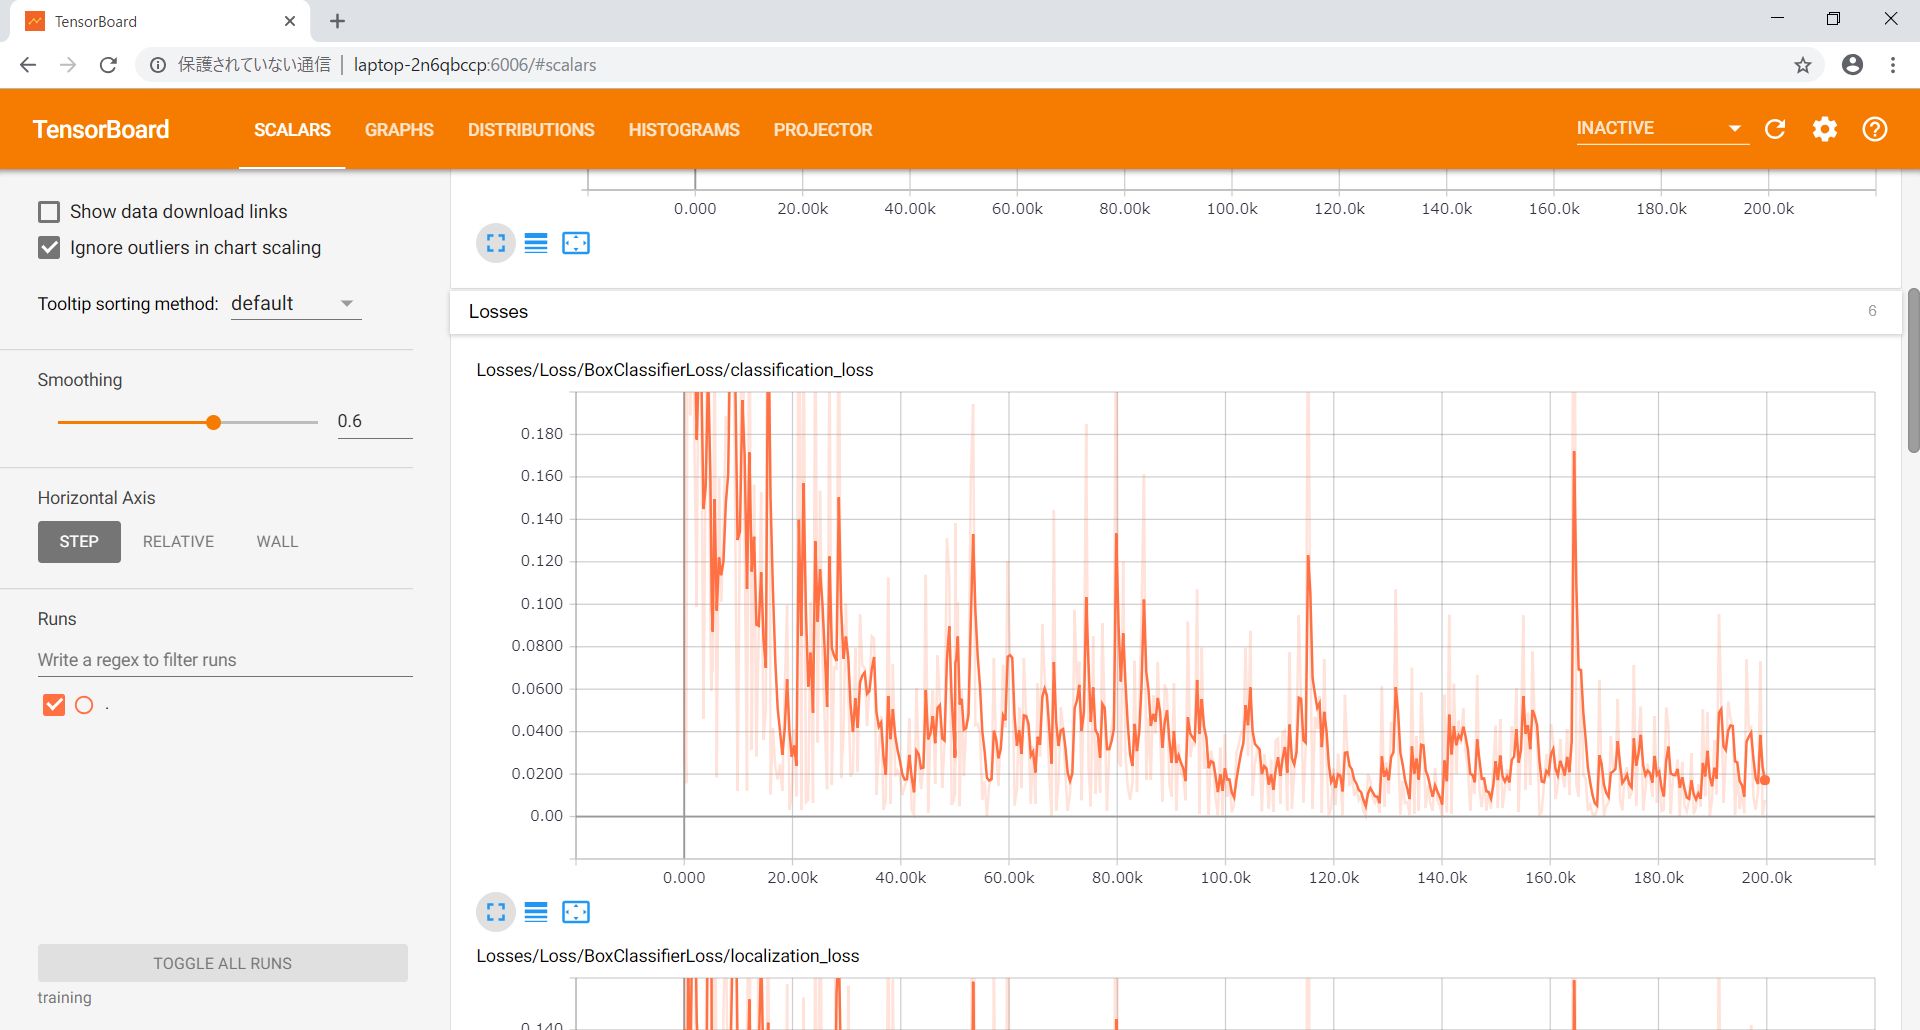 TensorBoard
保護されていない通信 | laptop-2n6qbccp:6006/#scalars
TensorBoard
SCALARS GRAPHS DISTRIBUTIONS HISTOGRAMS PROJECTOR
INACTIVE
Show data download links
Ignore outliers in chart scaling
Tooltip sorting method: default
Smoothing
0.6
Horizontal Axis
STEP RELATIVE WALL
Runs
Write a regex to filter runs
.
TOGGLE ALL RUNS
training
0.000 20.00k 40.00k 60.00k 80.00k 100.0k 120.0k 140.0k 160.0k 180.0k 200.0k
Losses 6
Losses/Loss/BoxClassifierLoss/classification_loss
0.180
0.160
0.140
0.120
0.100
0.0800
0.0600
0.0400
0.0200
0.00
0.000 20.00k 40.00k 60.00k 80.00k 100.0k 120.0k 140.0k 160.0k 180.0k 200.0k
Losses/Loss/BoxClassifierLoss/localization_loss
0.140